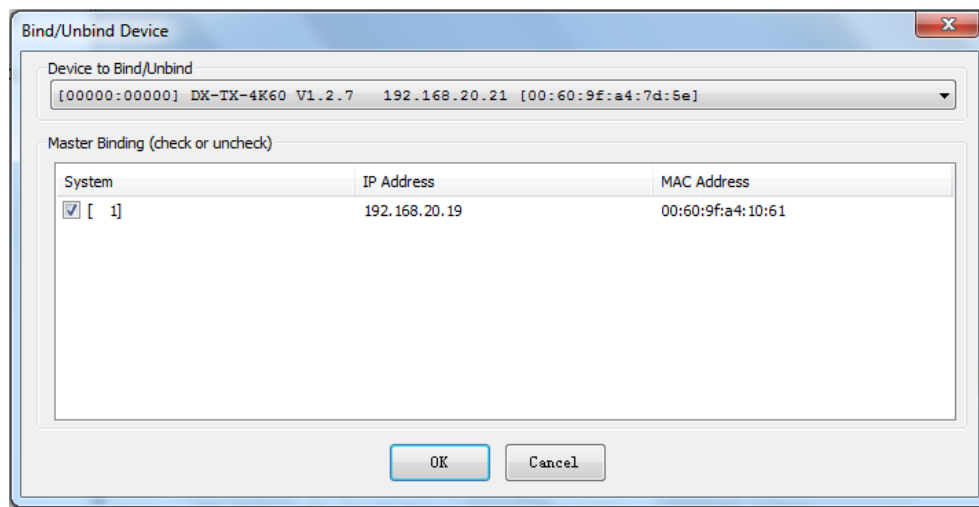 Bind/Unbind Device
Device to Bind/Unbind
[00000:00000] DX-TX-4K60 V1.2.7 192.168.20.21 [00:60:9f:a4:7d:5e]
Master Binding (check or uncheck)
System IP Address MAC Address
[ 1] 192.168.20.19 00:60:9f:a4:10:61
OK Cancel